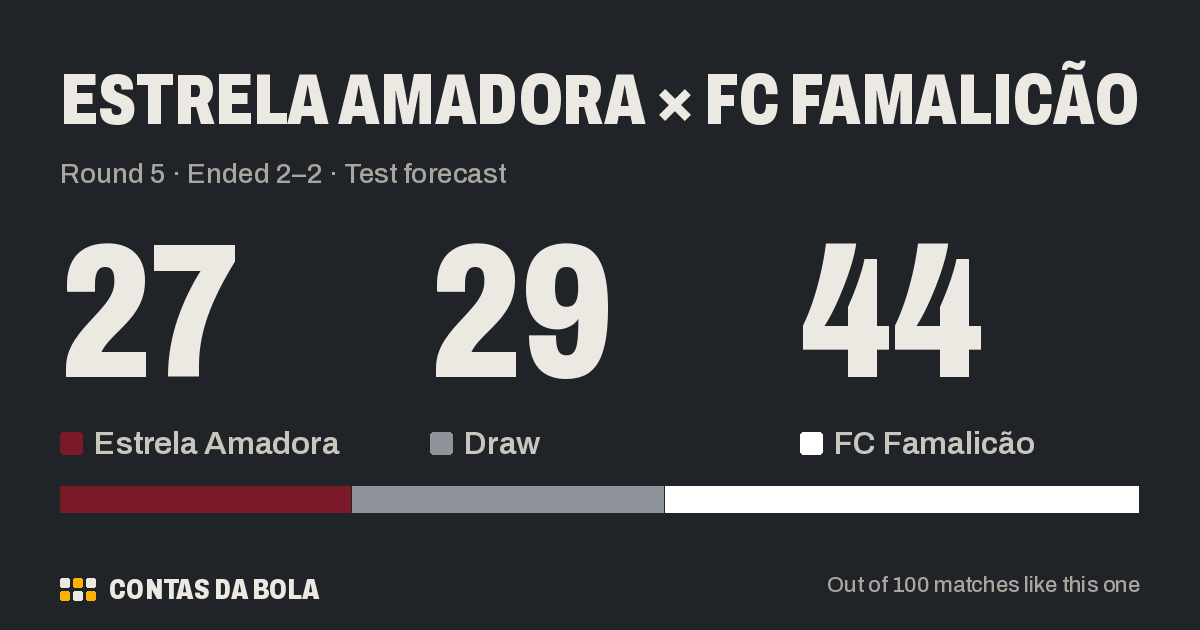 ESTRELA AMADORA × FC FAMALICÃO
Round 5 · Ended 2–2 · Test forecast
27 29 44
Estrela Amadora Draw FC Famalicão
CONTAS DA BOLA
Out of 100 matches like this one